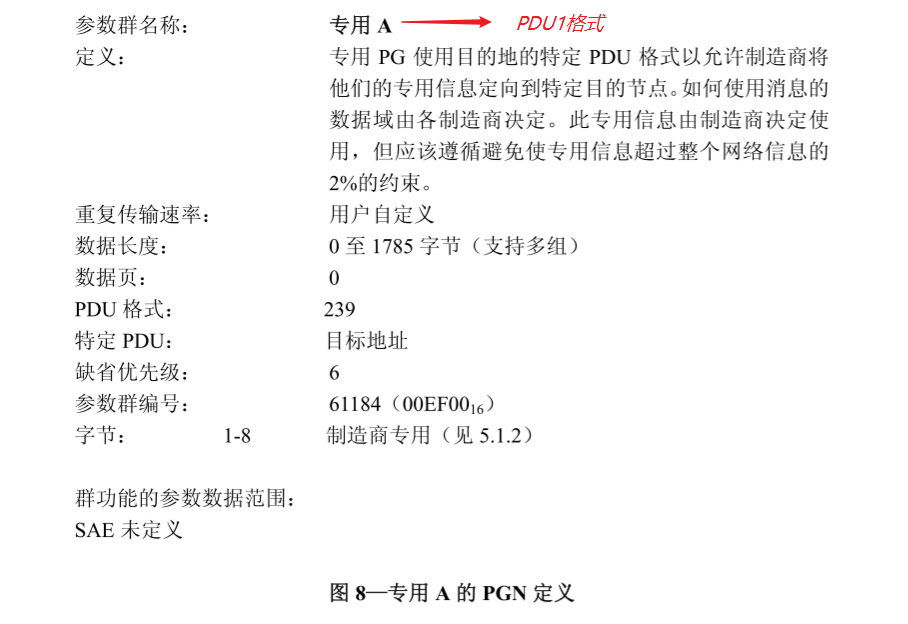 参数群名称： 专用 A PDU1格式
定义： 专用 PG 使用目的地的特定 PDU 格式以允许制造商将
他们的专用信息定向到特定目的节点。如何使用消息的
数据域由各制造商决定。此专用信息由制造商决定使
用，但应该遵循避免使专用信息超过整个网络信息的
2%的约束。
重复传输速率： 用户自定义
数据长度： 0 至 1785 字节（支持多组）
数据页： 0
PDU 格式： 239
特定 PDU： 目标地址
缺省优先级： 6
参数群编号： 61184（00EF00₁₆）
字节： 1-8 制造商专用（见 5.1.2）
群功能的参数数据范围：
SAE 未定义
图 8—专用 A 的 PGN 定义